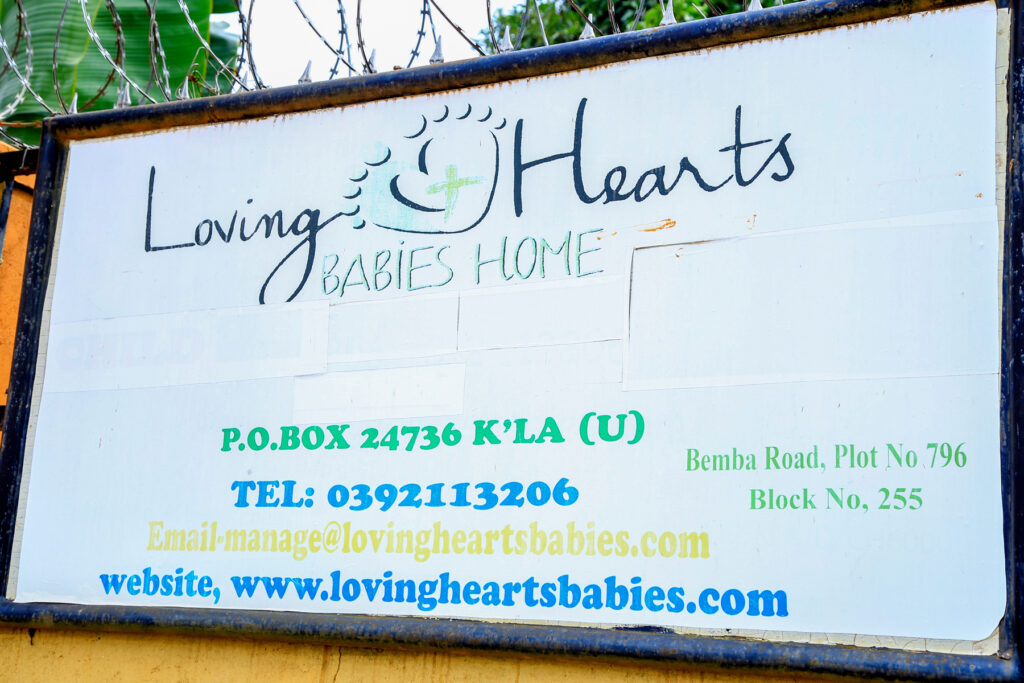 Loving Hearts
BABIES HOME
P.O.BOX 24736 K'LA (U)
Bemba Road, Plot No 796
TEL: 0392113206
Block No, 255
Email-manage@lovingheartsbabies.com
website, www.lovingheartsbabies.com